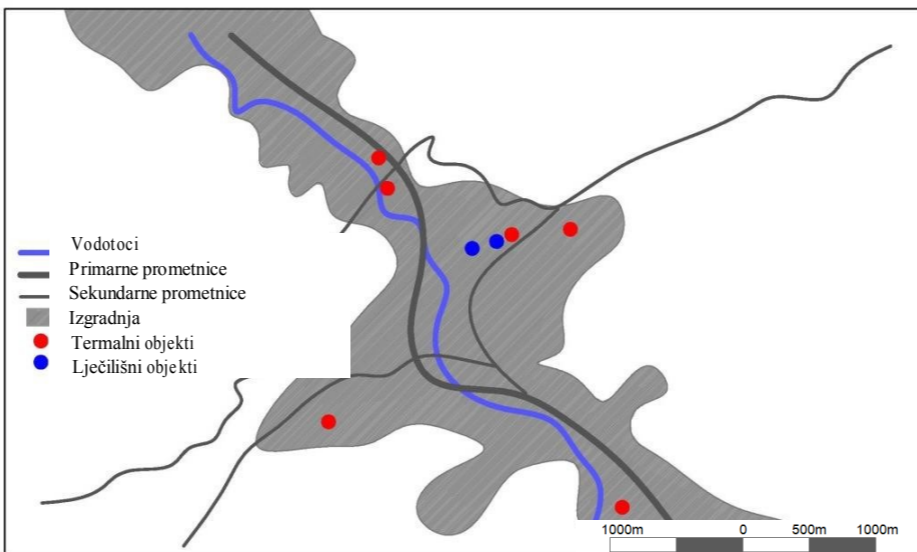 Vodotoci
Primarne prometnice
Sekundarne prometnice
Izgradnja
Termalni objekti
Lječilišni objekti
1000m 0 500m 1000m